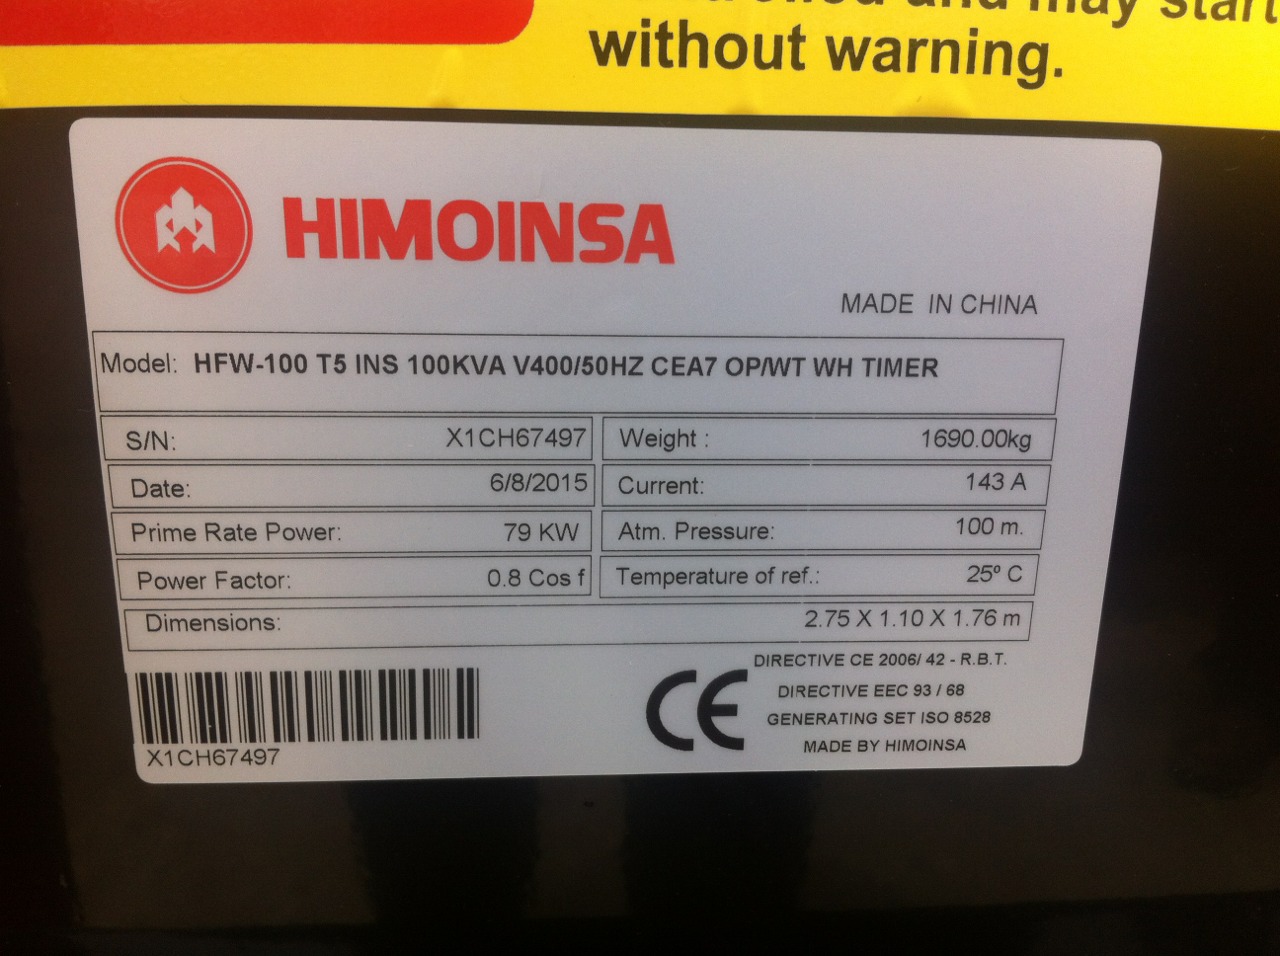 and may start
without warning.
HIMOINSA
MADE IN CHINA
Model: HFW-100 T5 INS 100KVA V400/50HZ CEA7 OP/WT WH TIMER
S/N: X1CH67497 Weight : 1690.00kg
Date: 6/8/2015 Current: 143 A
Prime Rate Power: 79 KW Atm. Pressure: 100 m.
Power Factor: 0.8 Cos f Temperature of ref.: 25º C
Dimensions: 2.75 X 1.10 X 1.76 m
X1CH67497
CE
DIRECTIVE CE 2006/ 42 - R.B.T.
DIRECTIVE EEC 93 / 68
GENERATING SET ISO 8528
MADE BY HIMOINSA